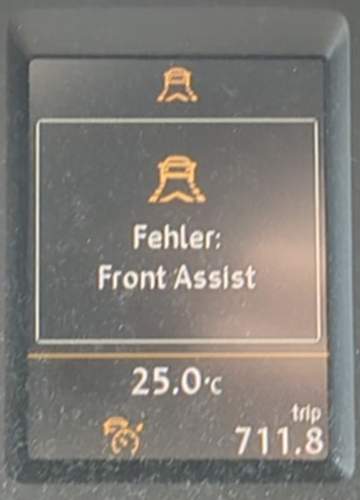 Fehler:
Front Assist
25.0°C
trip
711.8